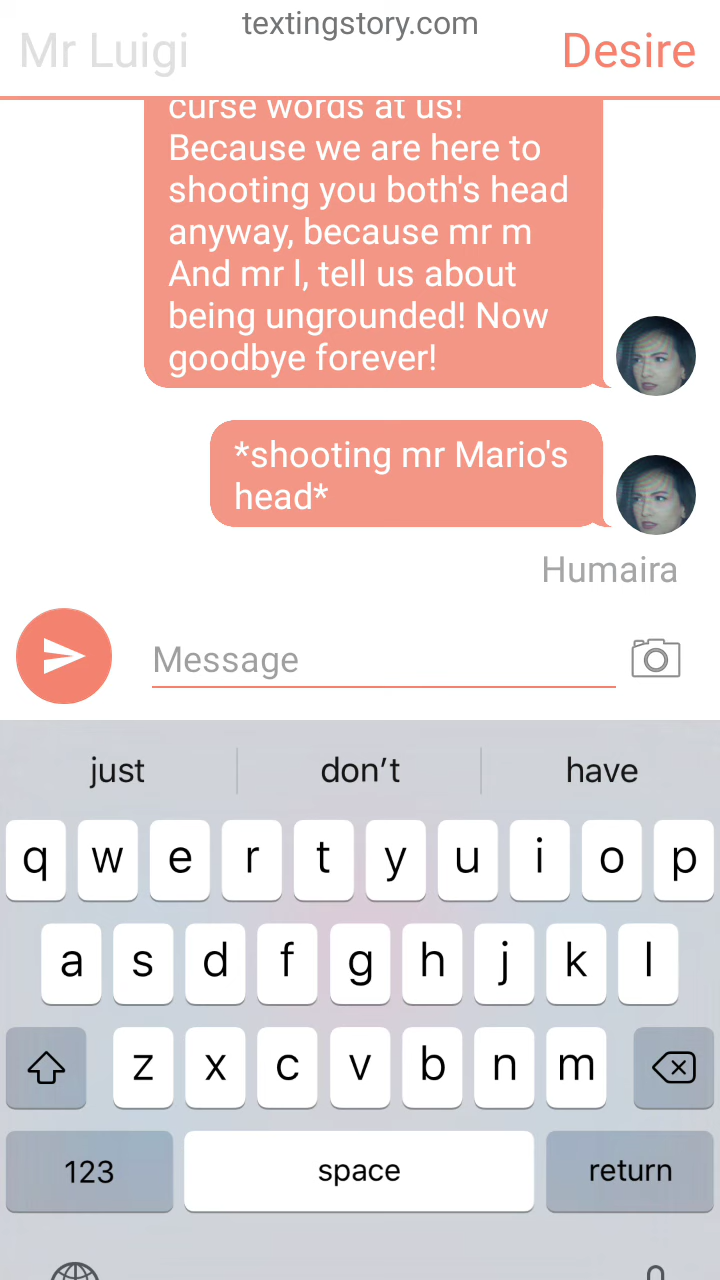 textingstory.com
Mr Luigi
Desire
curse words at us!
Because we are here to
shooting you both's head
anyway, because mr m
And mr l, tell us about
being ungrounded! Now
goodbye forever!
*shooting mr Mario's
head*
Humaira
Message
just don’t have
q w e r t y u i o p
a s d f g h j k l
z x c v b n m
123 space return